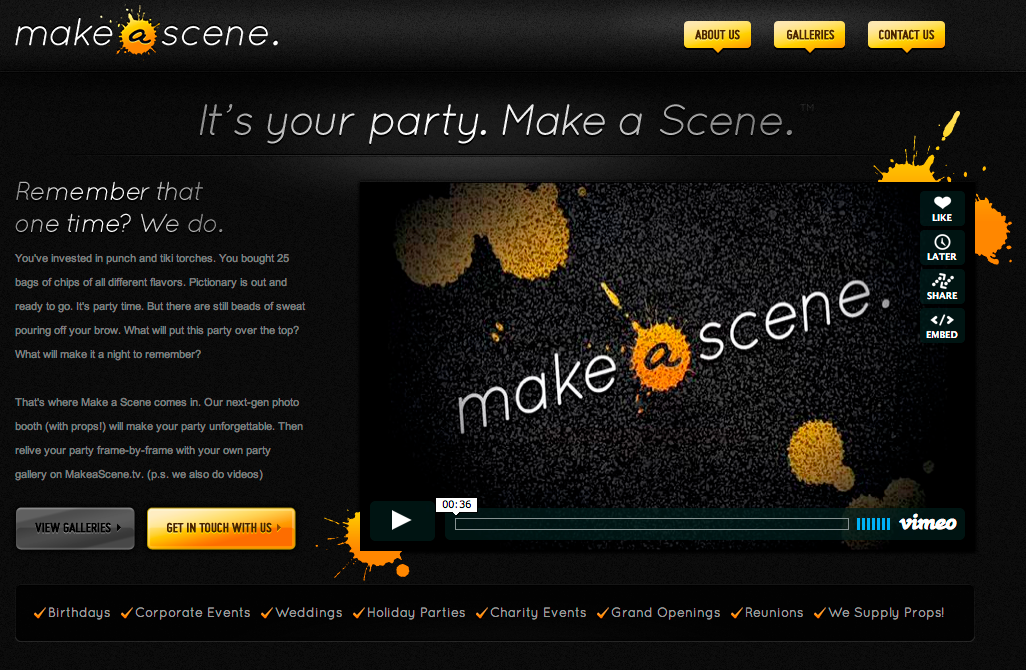 make a scene.
ABOUT US
GALLERIES
CONTACT US
It's your party. Make a Scene.™
Remember that
one time? We do.
You've invested in punch and tiki torches. You bought 25
bags of chips of all different flavors. Pictionary is out and
ready to go. It's party time. But there are still beads of sweat
pouring off your brow. What will put this party over the top?
What will make it a night to remember?
That's where Make a Scene comes in. Our next-gen photo
booth (with props!) will make your party unforgettable. Then
relive your party frame-by-frame with your own party
gallery on MakeaScene.tv. (p.s. we also do videos)
VIEW GALLERIES
GET IN TOUCH WITH US
make a scene.
LIKE
LATER
SHARE
EMBED
00:36
vimeo
Birthdays Corporate Events Weddings Holiday Parties Charity Events Grand Openings Reunions We Supply Props!